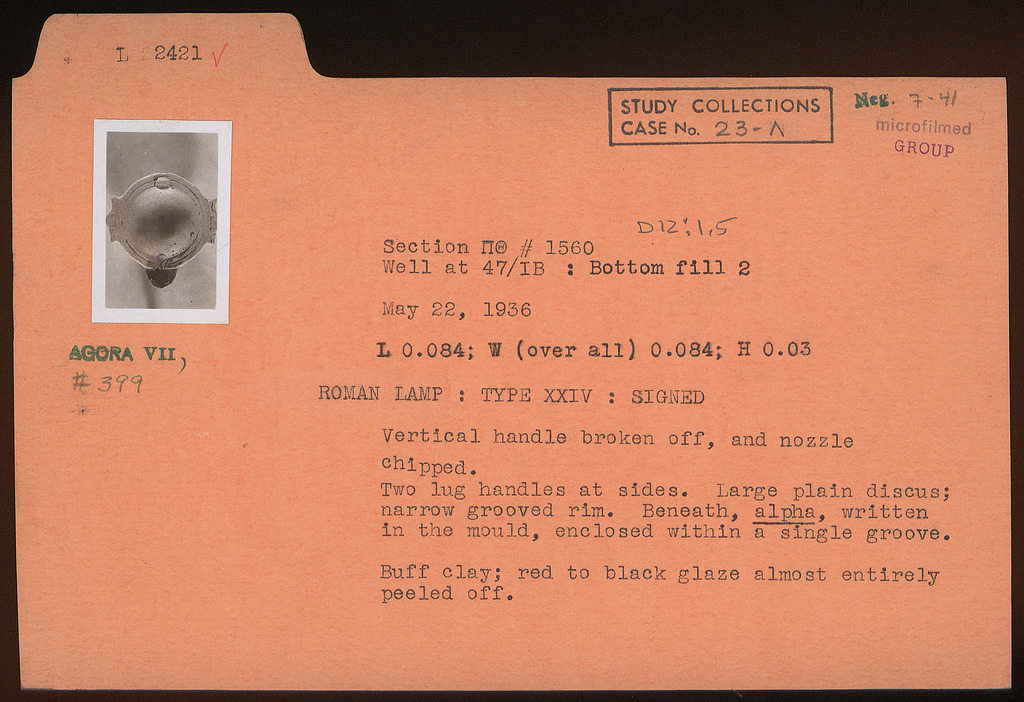 L 2421 ✓
STUDY COLLECTIONS
CASE No. 23-Λ
Neg. 7-41
microfilmed
GROUP
D12:1,5
Section ΠΘ # 1560
Well at 47/ΙΒ : Bottom fill 2
May 22, 1936
AGORA VII,
# 399
L 0.084; W (over all) 0.084; H 0.03
ROMAN LAMP : TYPE XXIV : SIGNED
Vertical handle broken off, and nozzle
chipped.
Two lug handles at sides. Large plain discus;
narrow grooved rim. Beneath, alpha, written
in the mould, enclosed within a single groove.
Buff clay; red to black glaze almost entirely
peeled off.